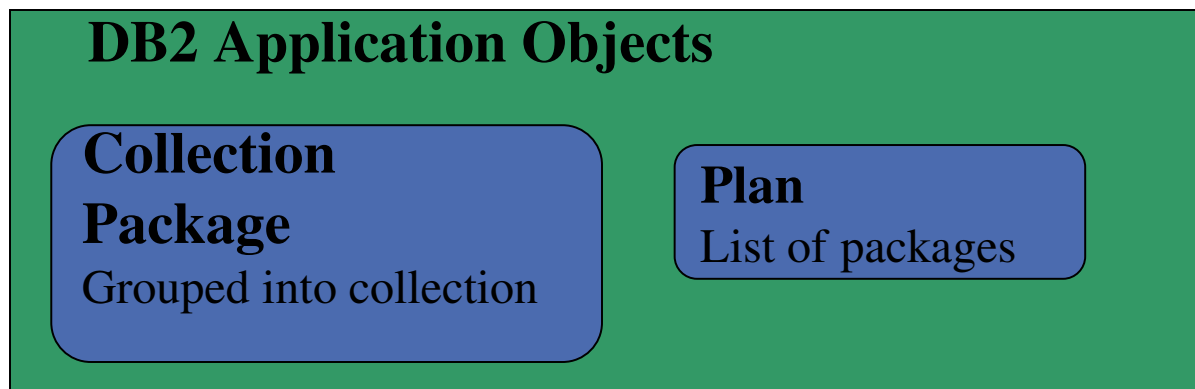 DB2 Application Objects
Collection
Package
Grouped into collection
Plan
List of packages